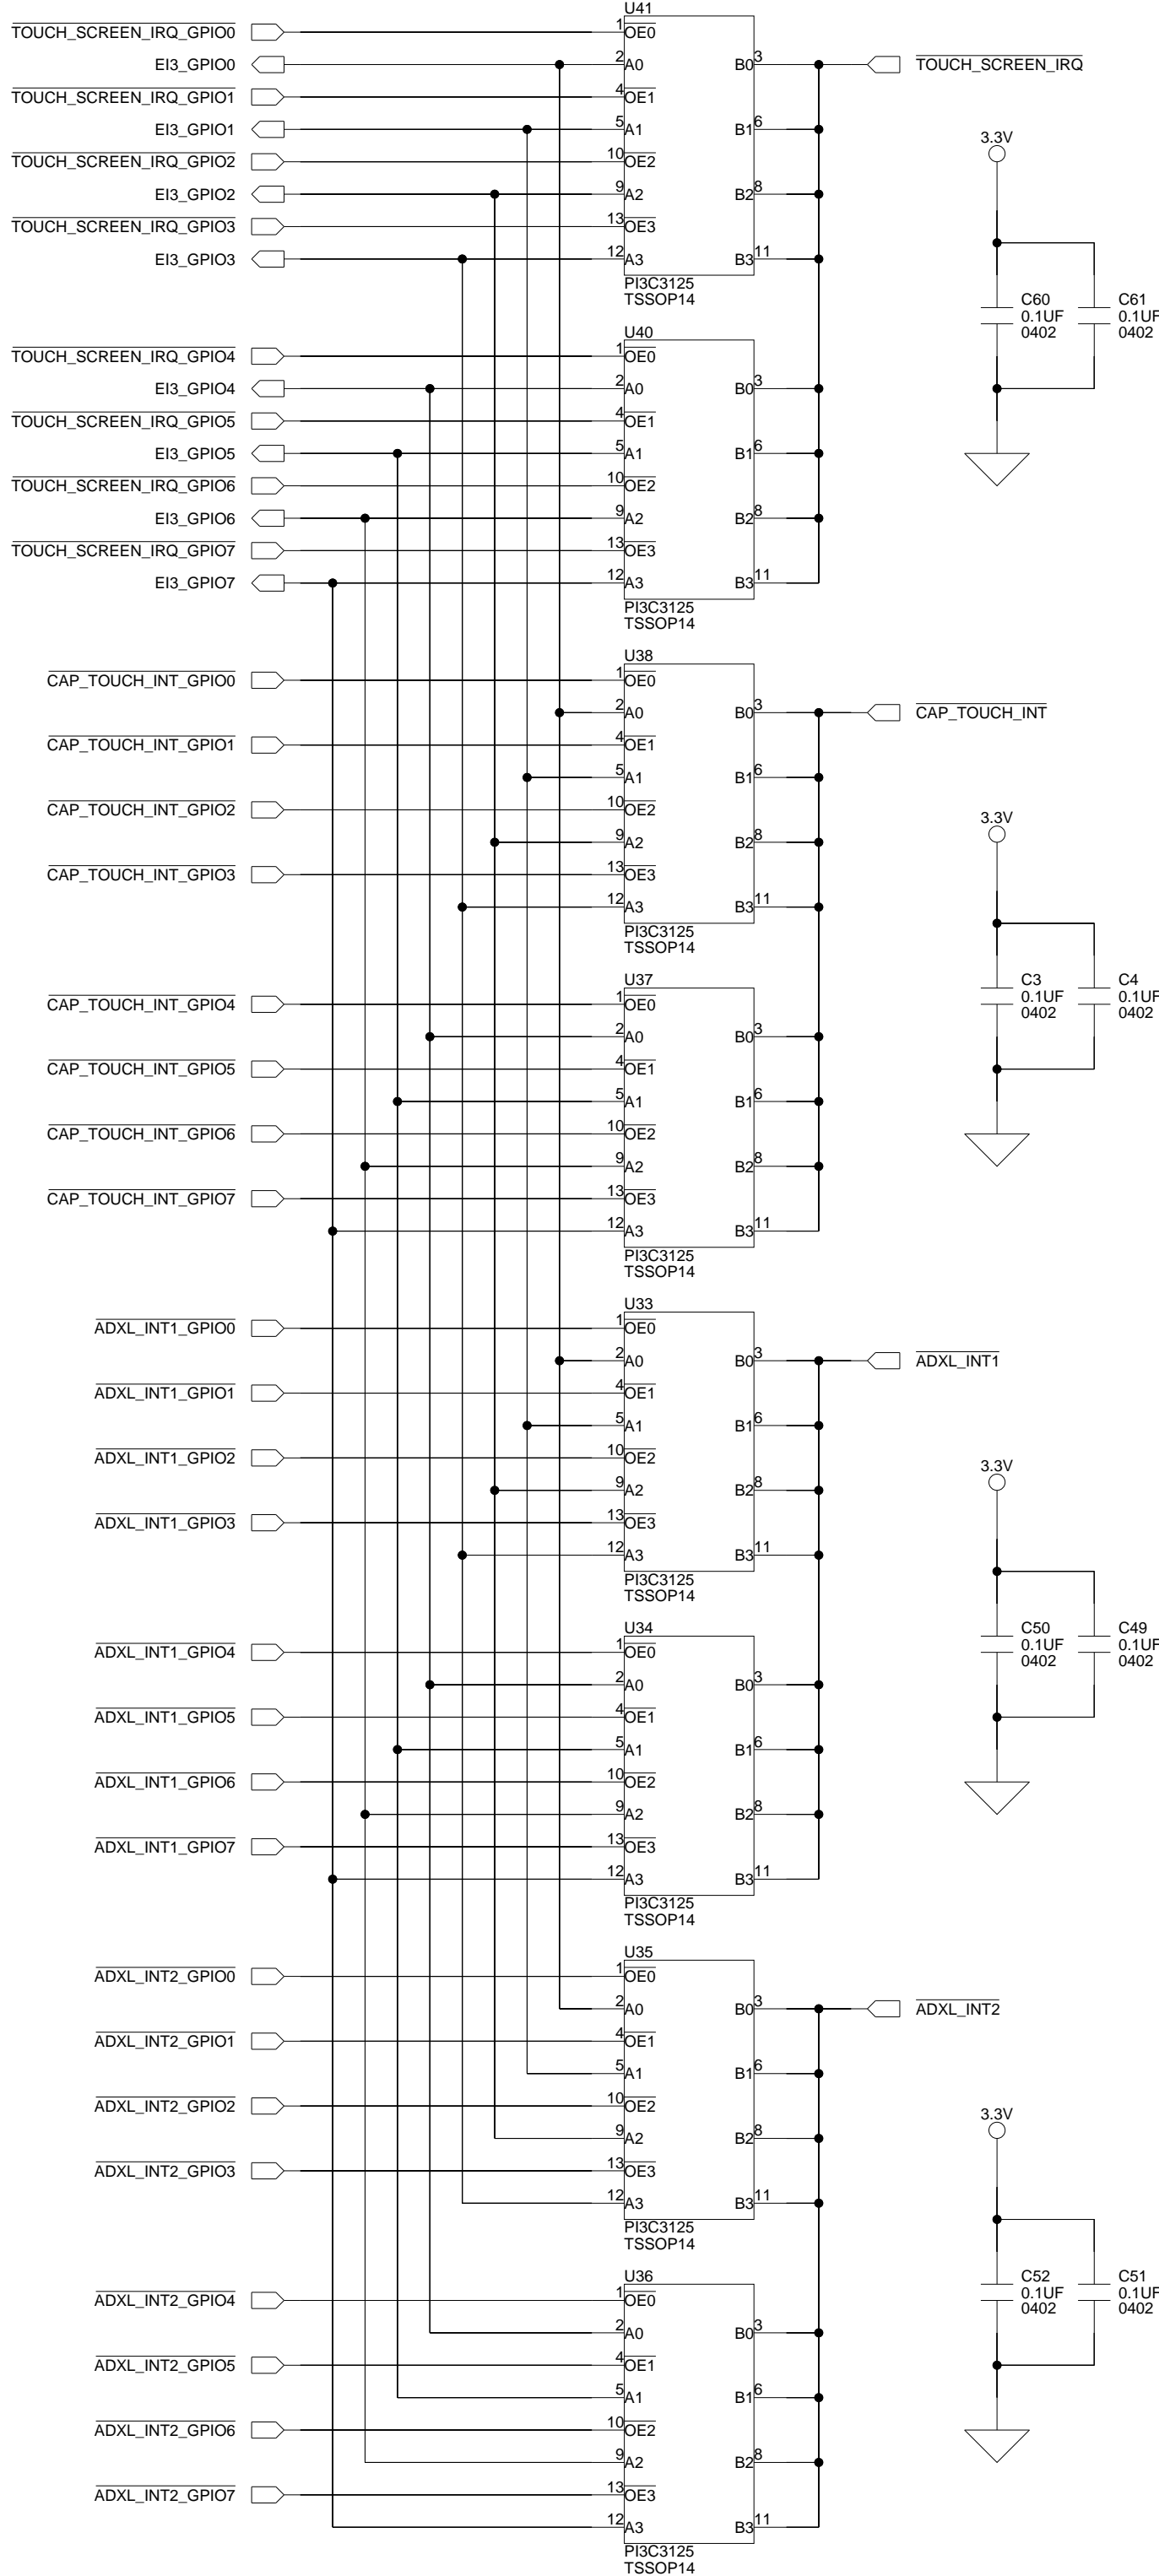 U41
TOUCH_SCREEN_IRQ_GPIO0 1 OE0
EI3_GPIO0 2 A0 B0 3 TOUCH_SCREEN_IRQ
TOUCH_SCREEN_IRQ_GPIO1 4 OE1
EI3_GPIO1 5 A1 B1 6
3.3V
TOUCH_SCREEN_IRQ_GPIO2 10 OE2
EI3_GPIO2 9 A2 B2 8
TOUCH_SCREEN_IRQ_GPIO3 13 OE3
EI3_GPIO3 12 A3 B3 11
PI3C3125
TSSOP14
C60 C61
0.1UF 0.1UF
0402 0402
U40
TOUCH_SCREEN_IRQ_GPIO4 1 OE0
EI3_GPIO4 2 A0 B0 3
TOUCH_SCREEN_IRQ_GPIO5 4 OE1
EI3_GPIO5 5 A1 B1 6
TOUCH_SCREEN_IRQ_GPIO6 10 OE2
EI3_GPIO6 9 A2 B2 8
TOUCH_SCREEN_IRQ_GPIO7 13 OE3
EI3_GPIO7 12 A3 B3 11
PI3C3125
TSSOP14
U38
CAP_TOUCH_INT_GPIO0 1 OE0
2 A0 B0 3 CAP_TOUCH_INT
CAP_TOUCH_INT_GPIO1 4 OE1
5 A1 B1 6
CAP_TOUCH_INT_GPIO2 10 OE2
3.3V
9 A2 B2 8
CAP_TOUCH_INT_GPIO3 13 OE3
12 A3 B3 11
PI3C3125
TSSOP14
U37
C3 C4
0.1UF 0.1UF
0402 0402
CAP_TOUCH_INT_GPIO4 1 OE0
2 A0 B0 3
CAP_TOUCH_INT_GPIO5 4 OE1
5 A1 B1 6
CAP_TOUCH_INT_GPIO6 10 OE2
9 A2 B2 8
CAP_TOUCH_INT_GPIO7 13 OE3
12 A3 B3 11
PI3C3125
TSSOP14
U33
ADXL_INT1_GPIO0 1 OE0
2 A0 B0 3 ADXL_INT1
ADXL_INT1_GPIO1 4 OE1
5 A1 B1 6
ADXL_INT1_GPIO2 10 OE2
3.3V
9 A2 B2 8
ADXL_INT1_GPIO3 13 OE3
12 A3 B3 11
PI3C3125
TSSOP14
U34
C50 C49
0.1UF 0.1UF
0402 0402
ADXL_INT1_GPIO4 1 OE0
2 A0 B0 3
ADXL_INT1_GPIO5 4 OE1
5 A1 B1 6
ADXL_INT1_GPIO6 10 OE2
9 A2 B2 8
ADXL_INT1_GPIO7 13 OE3
12 A3 B3 11
PI3C3125
TSSOP14
U35
ADXL_INT2_GPIO0 1 OE0
2 A0 B0 3 ADXL_INT2
ADXL_INT2_GPIO1 4 OE1
5 A1 B1 6
ADXL_INT2_GPIO2 10 OE2
3.3V
9 A2 B2 8
ADXL_INT2_GPIO3 13 OE3
12 A3 B3 11
PI3C3125
TSSOP14
U36
C52 C51
0.1UF 0.1UF
0402 0402
ADXL_INT2_GPIO4 1 OE0
2 A0 B0 3
ADXL_INT2_GPIO5 4 OE1
5 A1 B1 6
ADXL_INT2_GPIO6 10 OE2
9 A2 B2 8
ADXL_INT2_GPIO7 13 OE3
12 A3 B3 11
PI3C3125
TSSOP14